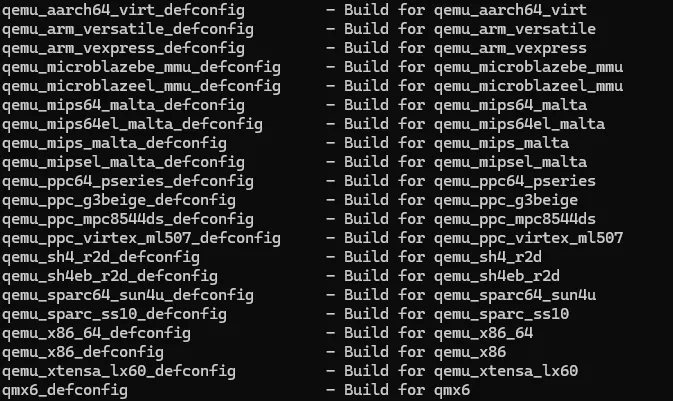 qemu_aarch64_virt_defconfig         - Build for qemu_aarch64_virt
qemu_arm_versatile_defconfig        - Build for qemu_arm_versatile
qemu_arm_vexpress_defconfig         - Build for qemu_arm_vexpress
qemu_microblazebe_mmu_defconfig     - Build for qemu_microblazebe_mmu
qemu_microblazeel_mmu_defconfig     - Build for qemu_microblazeel_mmu
qemu_mips64_malta_defconfig         - Build for qemu_mips64_malta
qemu_mips64el_malta_defconfig       - Build for qemu_mips64el_malta
qemu_mips_malta_defconfig           - Build for qemu_mips_malta
qemu_mipsel_malta_defconfig         - Build for qemu_mipsel_malta
qemu_ppc64_pseries_defconfig        - Build for qemu_ppc64_pseries
qemu_ppc_g3beige_defconfig          - Build for qemu_ppc_g3beige
qemu_ppc_mpc8544ds_defconfig        - Build for qemu_ppc_mpc8544ds
qemu_ppc_virtex_ml507_defconfig     - Build for qemu_ppc_virtex_ml507
qemu_sh4_r2d_defconfig              - Build for qemu_sh4_r2d
qemu_sh4eb_r2d_defconfig            - Build for qemu_sh4eb_r2d
qemu_sparc64_sun4u_defconfig        - Build for qemu_sparc64_sun4u
qemu_sparc_ss10_defconfig           - Build for qemu_sparc_ss10
qemu_x86_64_defconfig               - Build for qemu_x86_64
qemu_x86_defconfig                  - Build for qemu_x86
qemu_xtensa_lx60_defconfig          - Build for qemu_xtensa_lx60
qmx6_defconfig                      - Build for qmx6